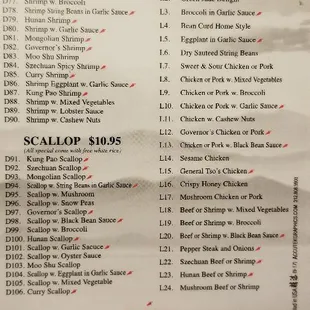 D77. Shrimp w. Broccoli
D78. Shrimp String Beans in Garlic Sauce
D79. Hunan Shrimp
D80. Shrimp w. Garlic Sauce
D81. Mongolian Shrimp
D82. Governor's Shrimp
D83. Moo Shu Shrimp
D84. Szechuan Spicy Shrimp
D85. Curry Shrimp
D86. Shrimp Eggplant w. Garlic Sauce
D87. Kung Pao Shrimp
D88. Shrimp w. Mixed Vegetables
D89. Shrimp w. Lobster Sauce
D90. Shrimp w. Cashew Nuts
SCALLOP $10.95
(All special come with free white rice.)
D91. Kung Pao Scallop
D92. Szechuan Scallop
D93. Mongolian Scallop
D94. Scallop w. String Beans in Garlic Sauce
D95. Scallop w. Mushroom
D96. Scallop w. Snow Peas
D97. Governor's Scallop
D98. Scallop w. Black Bean Sauce
D99. Scallop w. Broccoli
D100. Hunan Scallop
D101. Scallop w. Garlic Sacuce
D102. Scallop w. Oyster Sauce
D103. Moo Shu Scallop
D104. Scallop w. Eggplant in Garlic Sauce
D105. Scallop w. Mixed Vegetables
D106. Curry Scallop
L3. Broccoli in Garlic Sauce
L4. Bean Curd Home Style
L5. Eggplant in Garlic Sauce
L6. Dry Sauteed String Beans
L7. Sweet & Sour Chicken or Pork
L8. Chicken or Pork w. Mixed Vegetables
L9. Chicken or Pork w. Broccoli
L10. Chicken or Pork w. Garlic Sauce
L11. Chicken w. Cashew Nuts
L12. Governor's Chicken or Pork
L13. Chicken or Pork w. Black Bean Sauce
L14. Sesame Chicken
L15. General Tso's Chicken
L16. Crispy Honey Chicken
L17. Mushroom Chicken or Pork
L18. Beef or Shrimp w. Mixed Vegetables
L19. Beef or Shrimp w. Broccoli
L20. Beef or Shrimp w. Black Bean Sauce
L21. Pepper Steak and Onions
L22. Szechuan Beef or Shrimp
L23. Hunan Beef or Shrimp
L24. Mushroom Beef or Shrimp